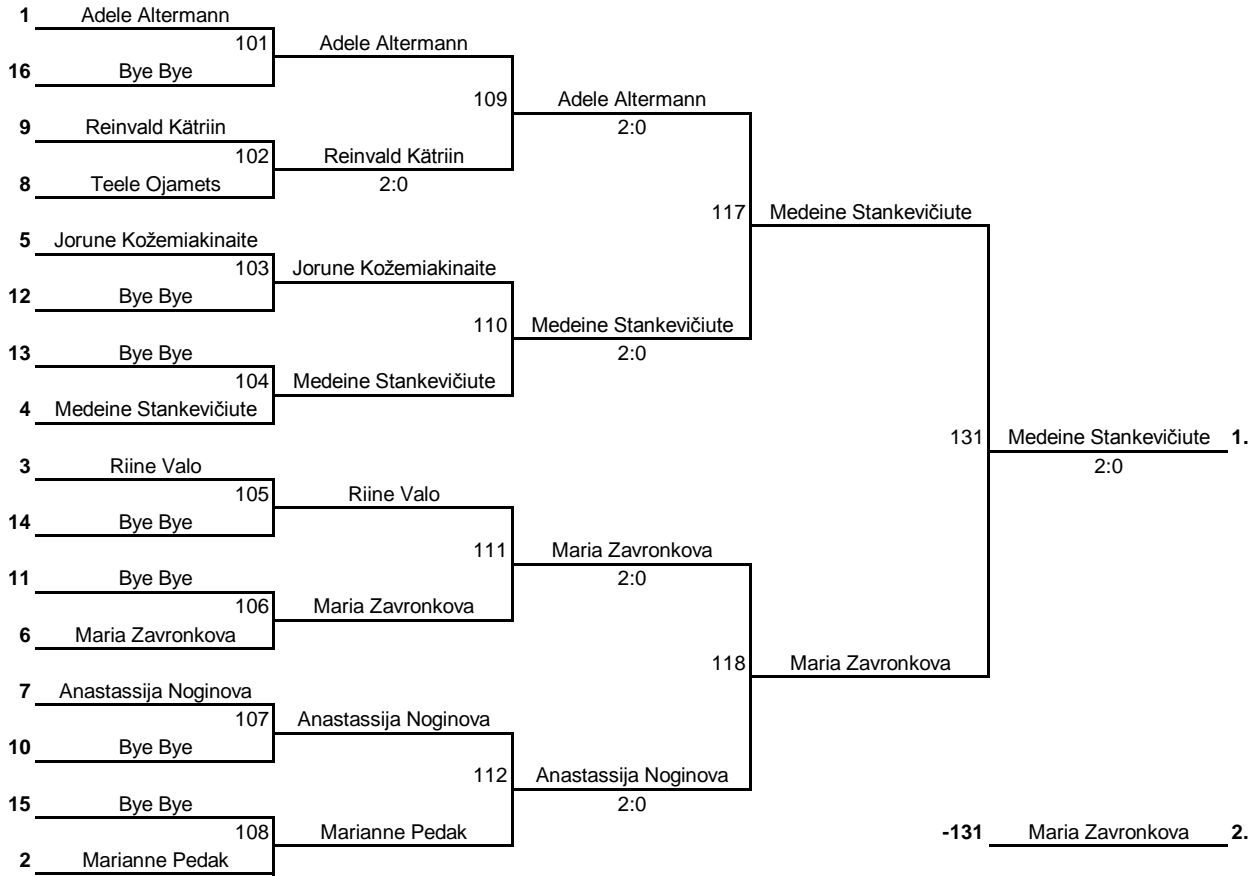 1 Adele Altermann
101 Adele Altermann
16 Bye Bye
109 Adele Altermann
2:0
9 Reinvald Kätriin
102 Reinvald Kätriin
8 Teele Ojamets 2:0
117 Medeine Stankevičiute
5 Jorune Kožemiakinaite
103 Jorune Kožemiakinaite
12 Bye Bye
110 Medeine Stankevičiute
2:0
13 Bye Bye
104 Medeine Stankevičiute
4 Medeine Stankevičiute
131 Medeine Stankevičiute 1.
2:0
3 Riine Valo
105 Riine Valo
14 Bye Bye
111 Maria Zavronkova
2:0
11 Bye Bye
106 Maria Zavronkova
6 Maria Zavronkova
118 Maria Zavronkova
7 Anastassija Noginova
107 Anastassija Noginova
10 Bye Bye
112 Anastassija Noginova
2:0
15 Bye Bye
108 Marianne Pedak
-131 Maria Zavronkova 2.
2 Marianne Pedak